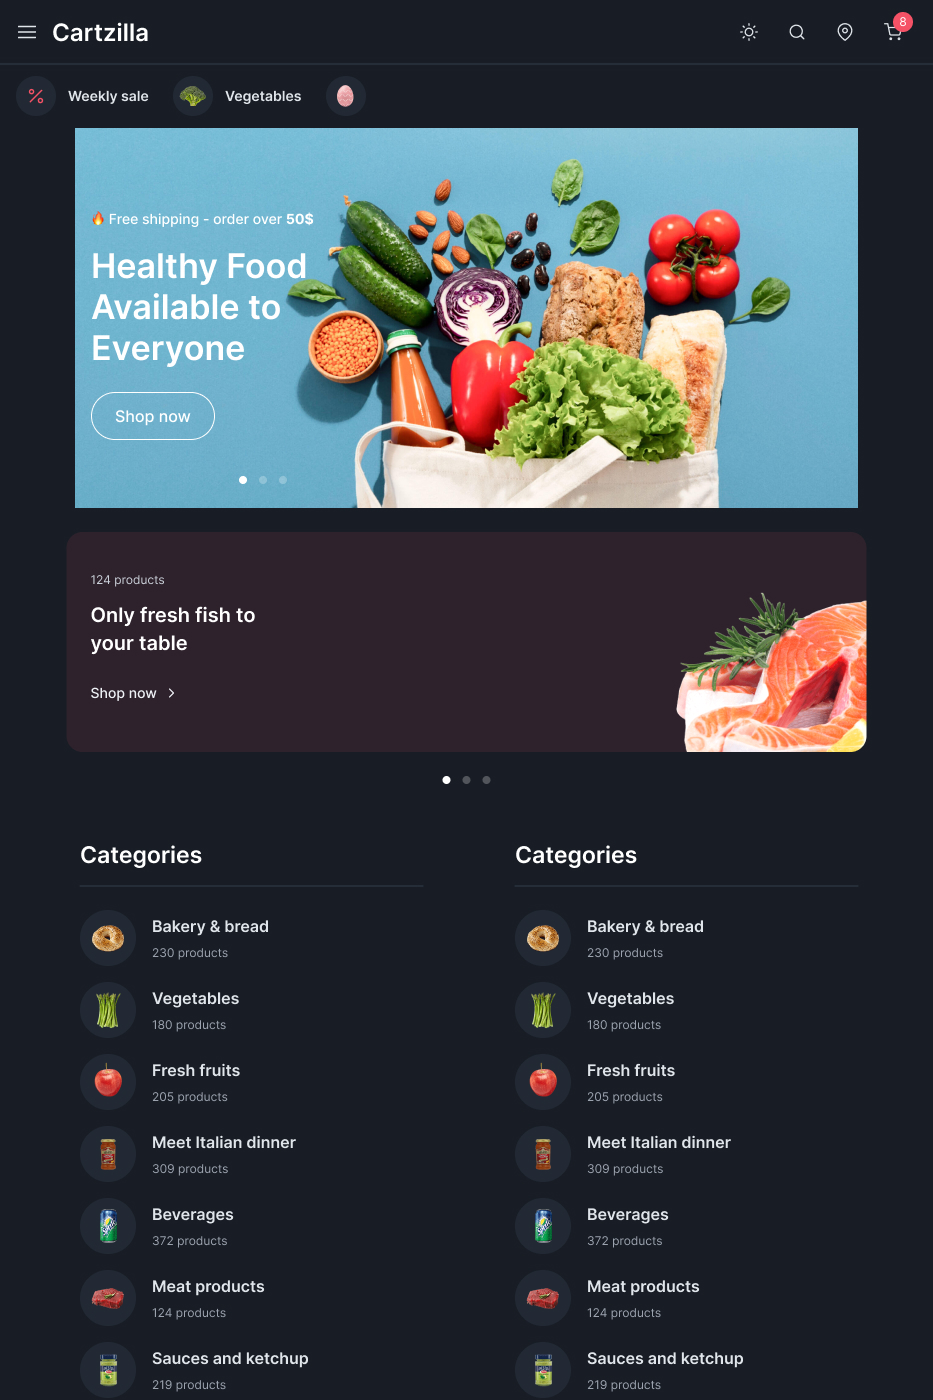 Cartzilla
8
Weekly sale
Vegetables
🔥 Free shipping - order over 50$
Healthy Food
Available to
Everyone
Shop now
124 products
Only fresh fish to
your table
Shop now
Categories
Bakery & bread
230 products
Vegetables
180 products
Fresh fruits
205 products
Meet Italian dinner
309 products
Beverages
372 products
Meat products
124 products
Sauces and ketchup
219 products
Categories
Bakery & bread
230 products
Vegetables
180 products
Fresh fruits
205 products
Meet Italian dinner
309 products
Beverages
372 products
Meat products
124 products
Sauces and ketchup
219 products